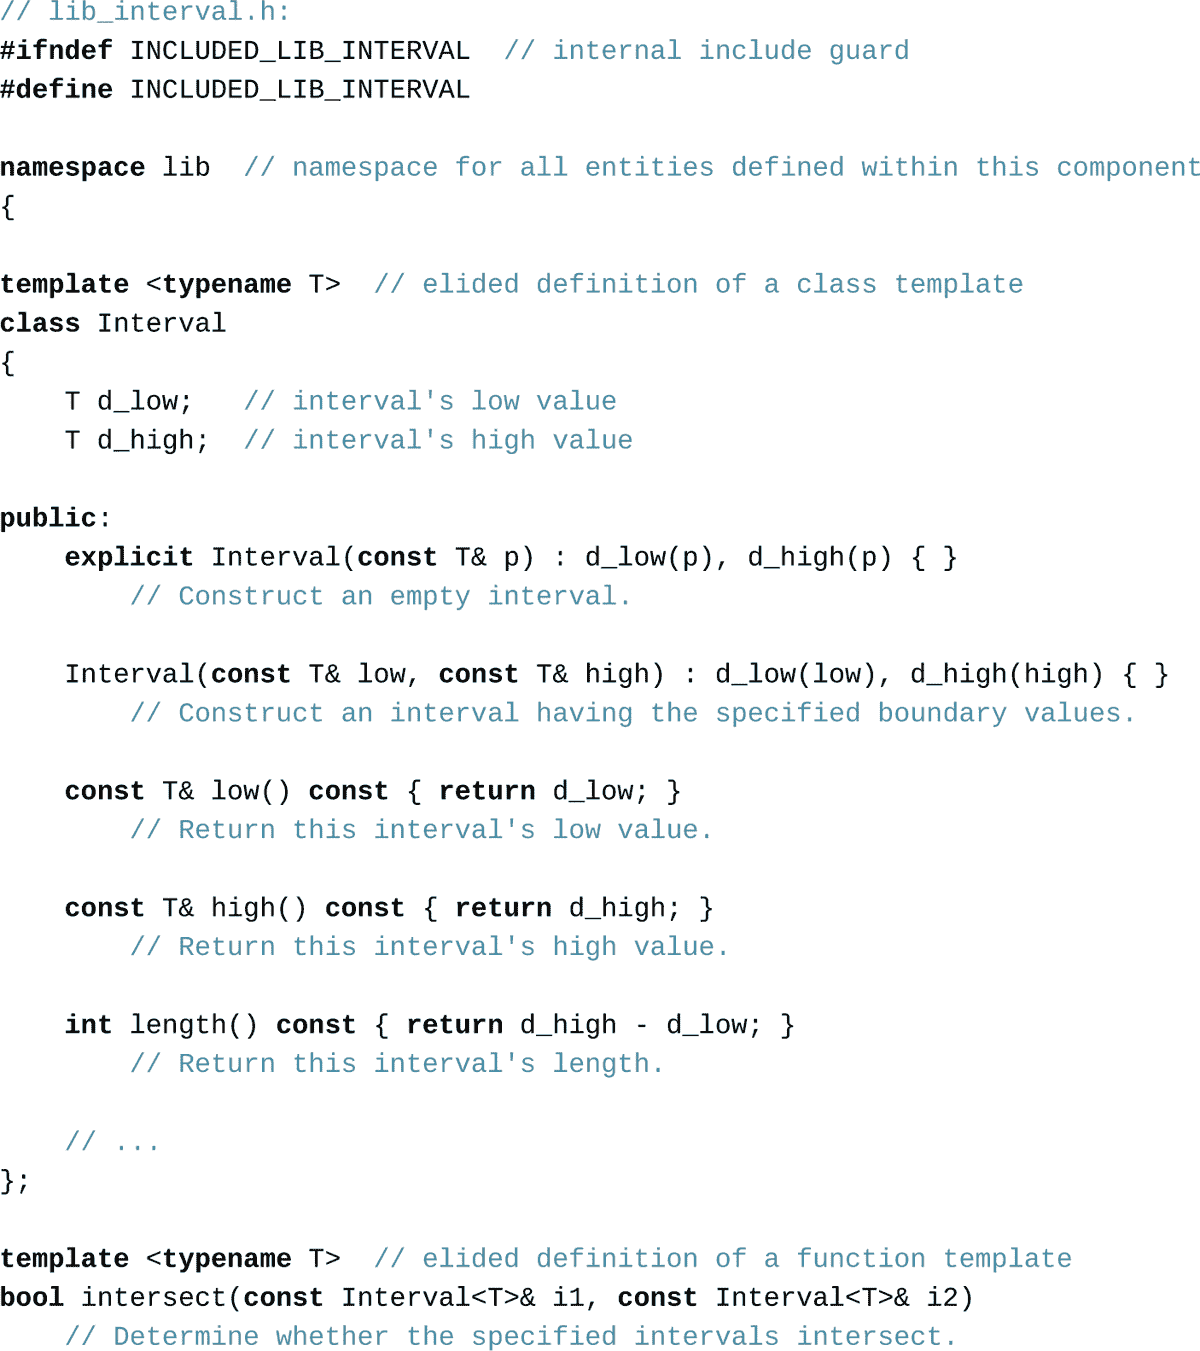 // lib_interval.h:
#ifndef INCLUDED_LIB_INTERVAL  // internal include guard
#define INCLUDED_LIB_INTERVAL

namespace lib  // namespace for all entities defined within this component
{

template <typename T>  // elided definition of a class template
class Interval
{
    T d_low;   // interval's low value
    T d_high;  // interval's high value

public:
    explicit Interval(const T& p) : d_low(p), d_high(p) { }
        // Construct an empty interval.

    Interval(const T& low, const T& high) : d_low(low), d_high(high) { }
        // Construct an interval having the specified boundary values.

    const T& low() const { return d_low; }
        // Return this interval's low value.

    const T& high() const { return d_high; }
        // Return this interval's high value.

    int length() const { return d_high - d_low; }
        // Return this interval's length.

    // ...
};

template <typename T>  // elided definition of a function template
bool intersect(const Interval<T>& i1, const Interval<T>& i2)
    // Determine whether the specified intervals intersect.